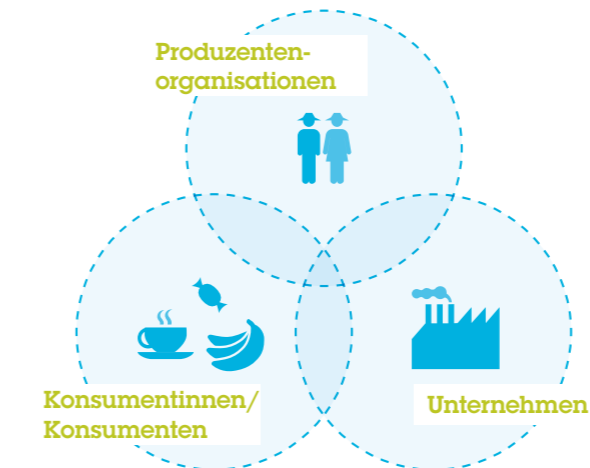 Produzenten-
organisationen
Konsumentinnen/
Konsumenten
Unternehmen